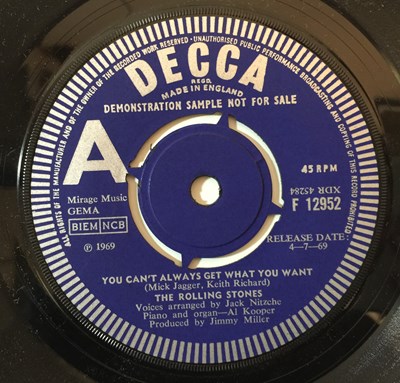 ALL RIGHTS OF THE MANUFACTURER AND OF THE OWNER OF THE RECORDED WORK RESERVED · UNAUTHORISED PUBLIC PERFORMANCE BROADCASTING AND COPYING OF THIS RECORD PROHIBITED
DECCA
REGD.
MADE IN ENGLAND
DEMONSTRATION SAMPLE NOT FOR SALE
A
45 RPM
XDR 45284
F 12952
Mirage Music
GEMA
BIEM NCB
℗ 1969
RELEASE DATE:
4-7-69
YOU CAN'T ALWAYS GET WHAT YOU WANT
(Mick Jagger, Keith Richard)
THE ROLLING STONES
Voices arranged by Jack Nitzche
Piano and organ—Al Kooper
Produced by Jimmy Miller